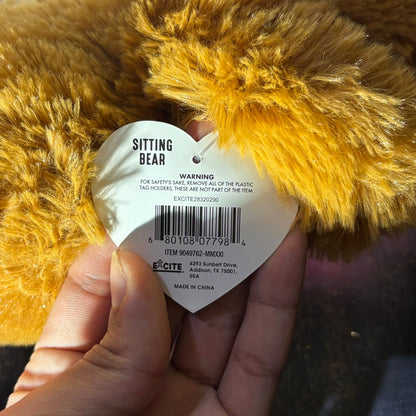 SITTING
BEAR
WARNING
FOR SAFETY'S SAKE, REMOVE ALL OF THE PLASTIC
TAG HOLDERS, THESE ARE NOT PART OF THE ITEM.
EXCITE28320290
6 80108 07798 4
ITEM 9049762-MMXXI
EXCITE
4393 Sunbelt Drive,
Addison, TX 75001,
USA
MADE IN CHINA